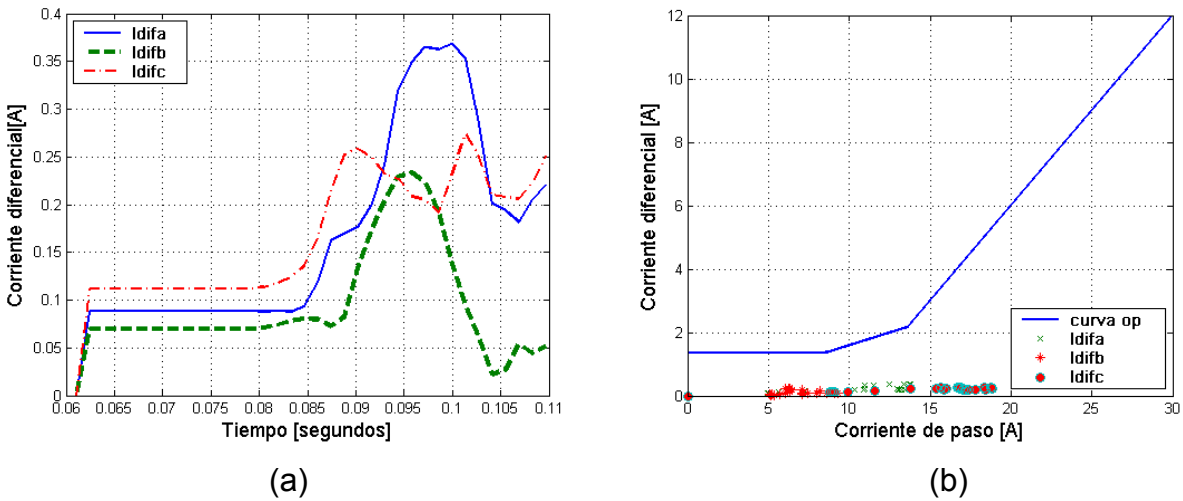 0.4
0.35
0.3
0.25
0.2
0.15
0.1
0.05
0
Corriente diferencial[A]
Idifa
Idifb
Idifc
0.06 0.065 0.07 0.075 0.08 0.085 0.09 0.095 0.1 0.105 0.11
Tiempo [segundos]
(a)
12
10
8
6
4
2
0
Corriente diferencial [A]
curva op
Idifa
Idifb
Idifc
0 5 10 15 20 25 30
Corriente de paso [A]
(b)